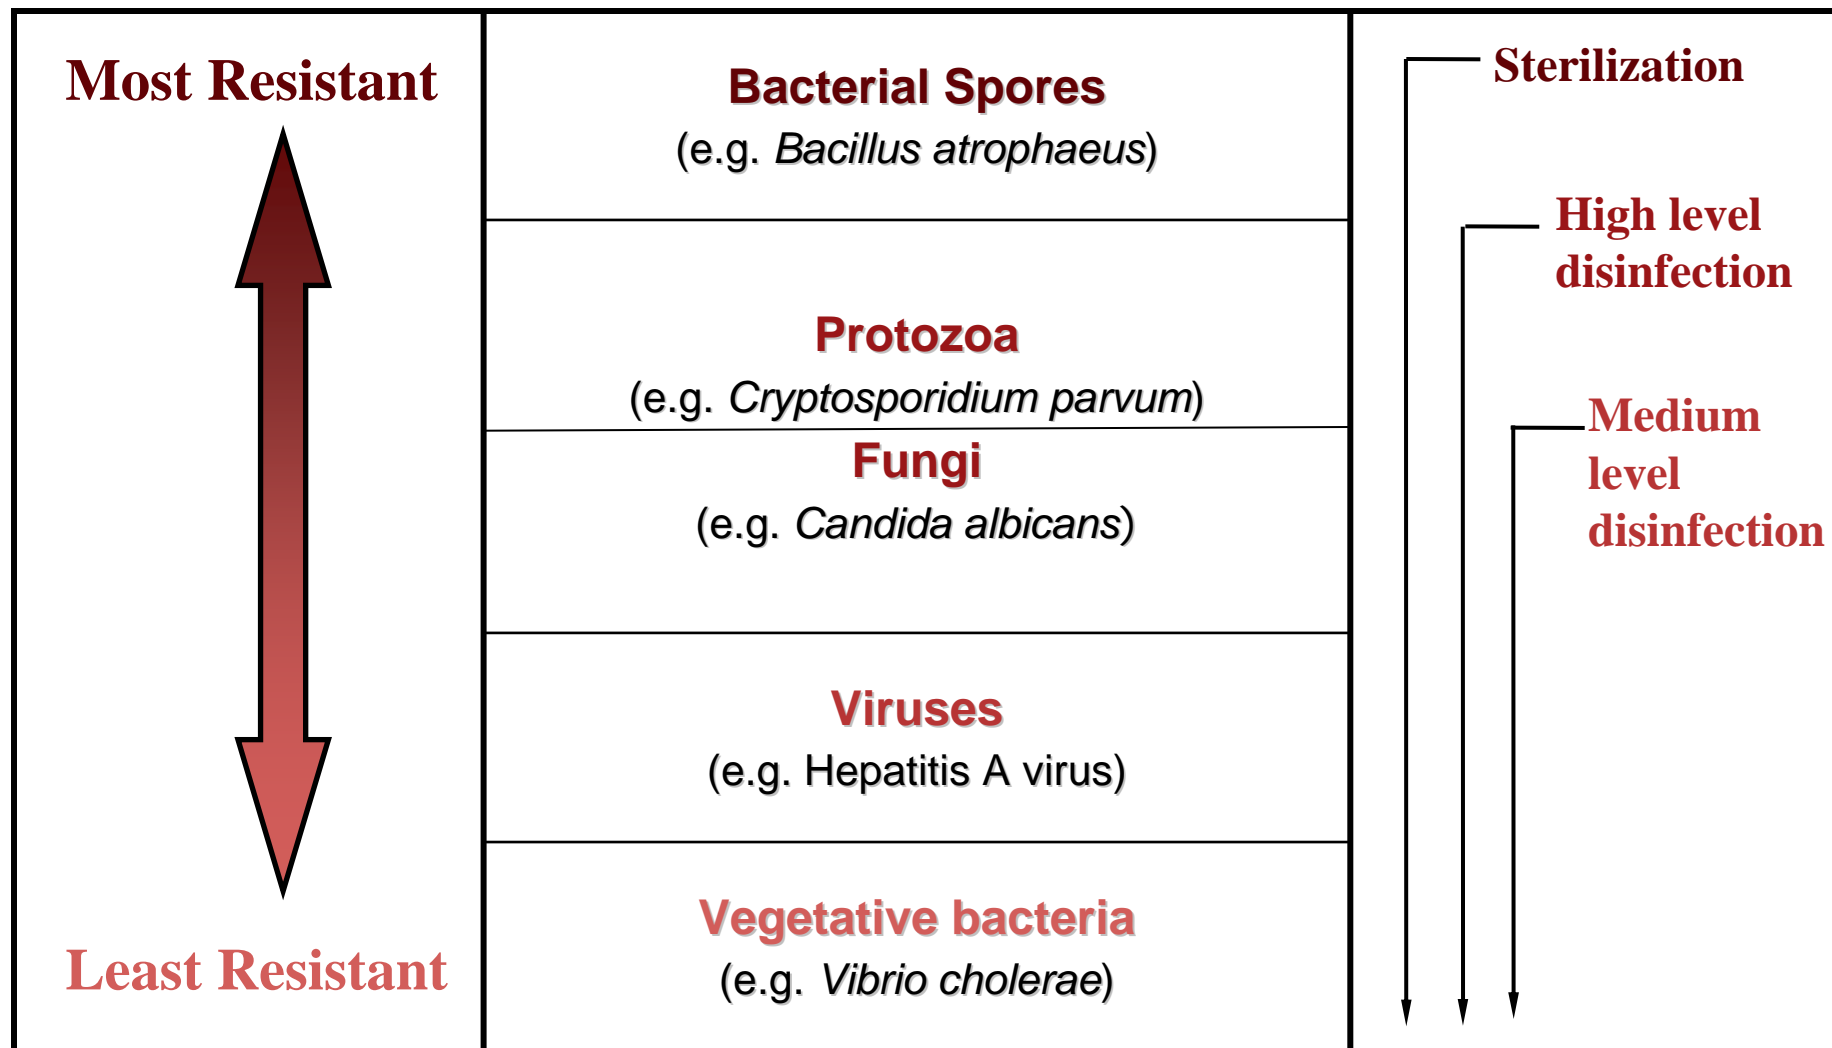 Most Resistant
Least Resistant
Bacterial Spores
(e.g. Bacillus atrophaeus)
Protozoa
(e.g. Cryptosporidium parvum)
Fungi
(e.g. Candida albicans)
Viruses
(e.g. Hepatitis A virus)
Vegetative bacteria
(e.g. Vibrio cholerae)
Sterilization
High level
disinfection
Medium
level
disinfection